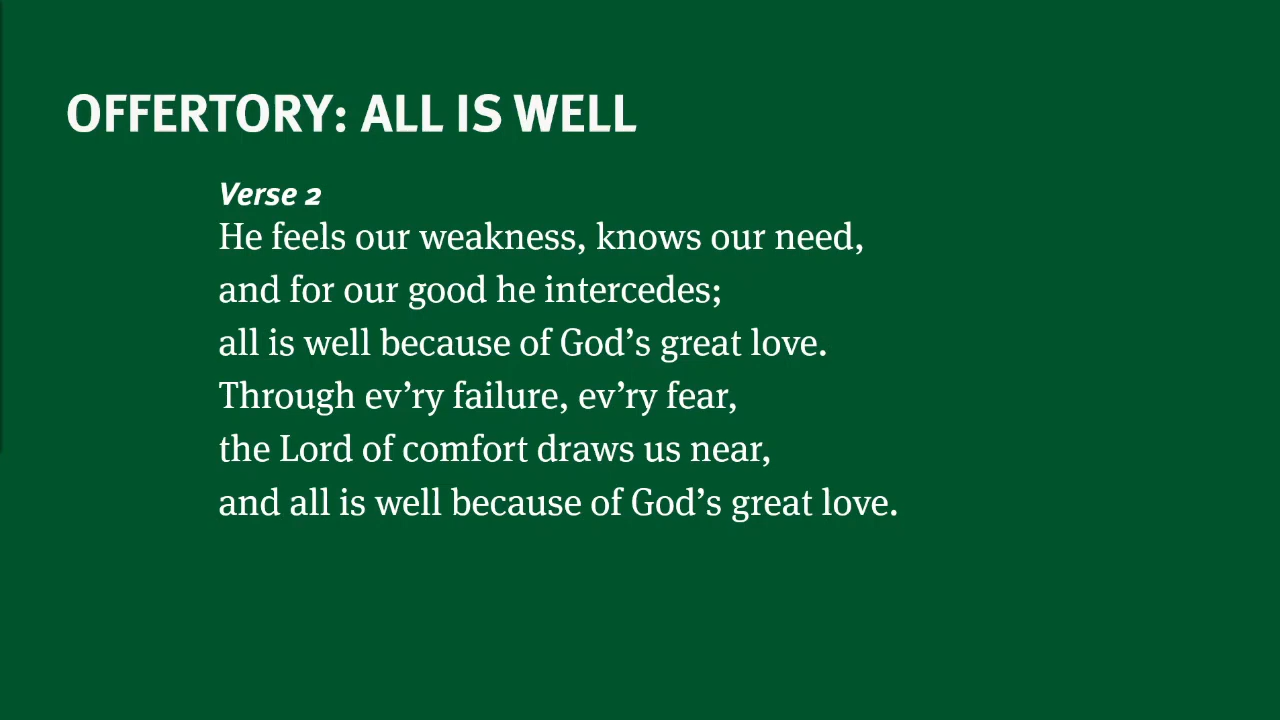 OFFERTORY: ALL IS WELL
Verse 2
He feels our weakness, knows our need,
and for our good he intercedes;
all is well because of God’s great love.
Through ev’ry failure, ev’ry fear,
the Lord of comfort draws us near,
and all is well because of God’s great love.